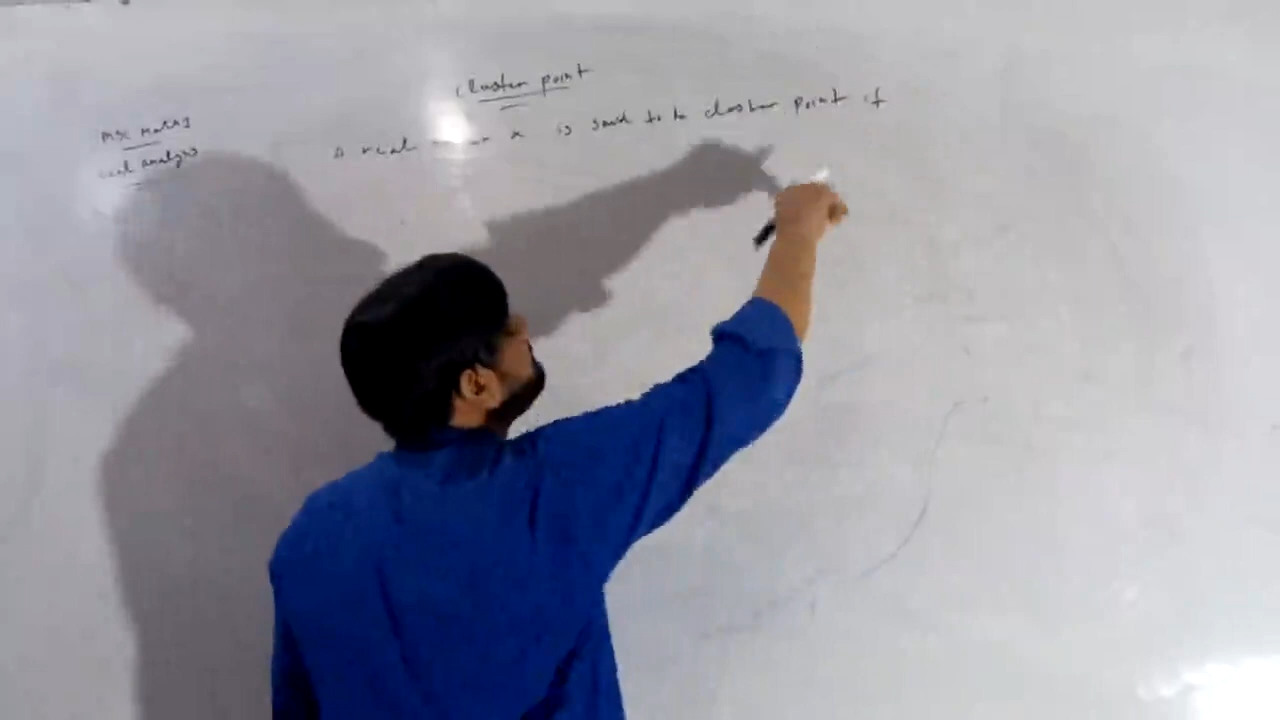 cluster point
Msc Maths
real analysis
A real x is said to be cluster point if